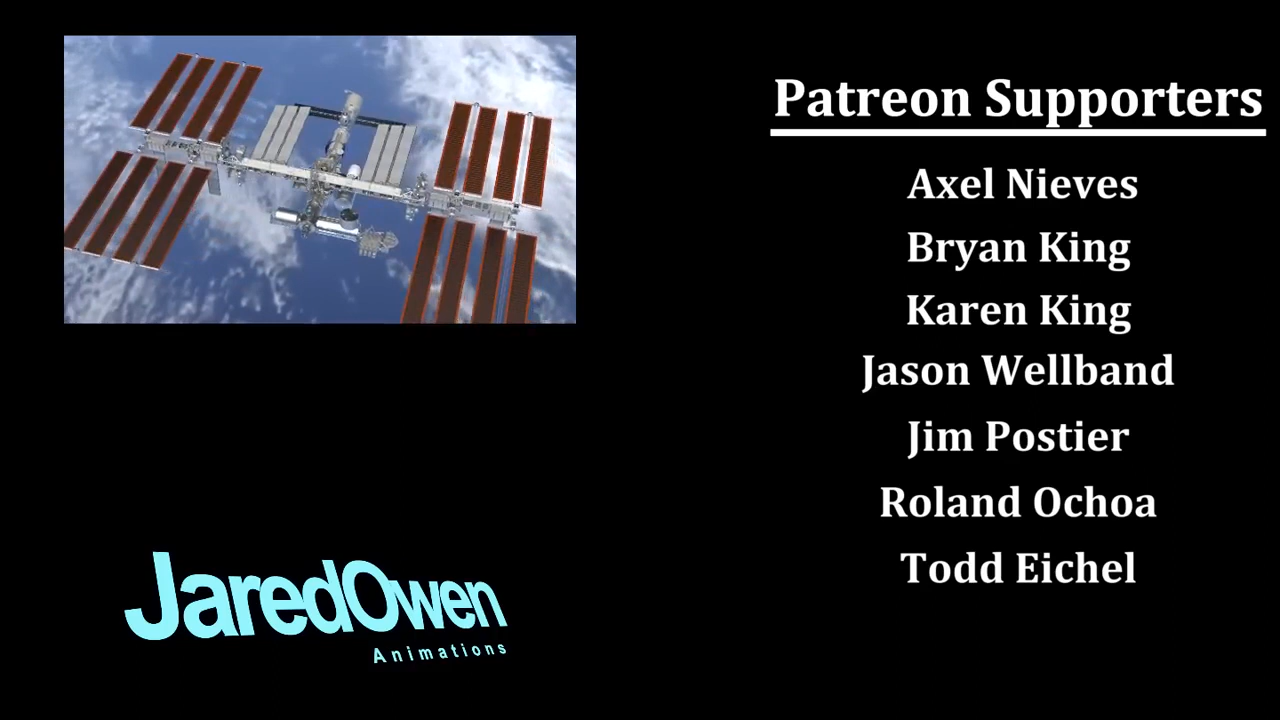 Patreon Supporters
Axel Nieves
Bryan King
Karen King
Jason Wellband
Jim Postier
Roland Ochoa
Todd Eichel
JaredOwen
Animations